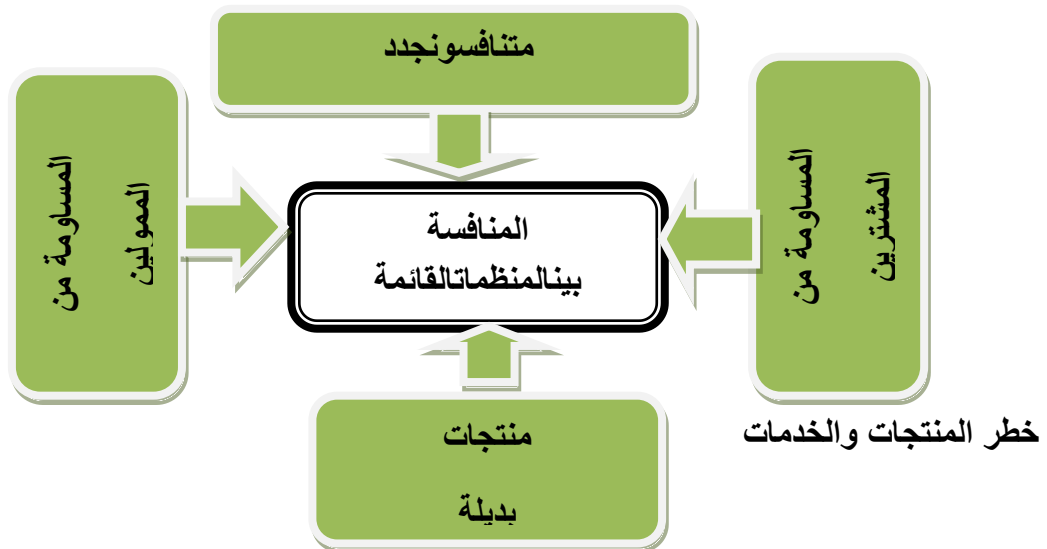 متنافسونجدد
المساومة من
المشترين
المنافسة
بينالمنظماتالقائمة
المساومة من
الممولين
منتجات
بديلة
خطر المنتجات والخدمات